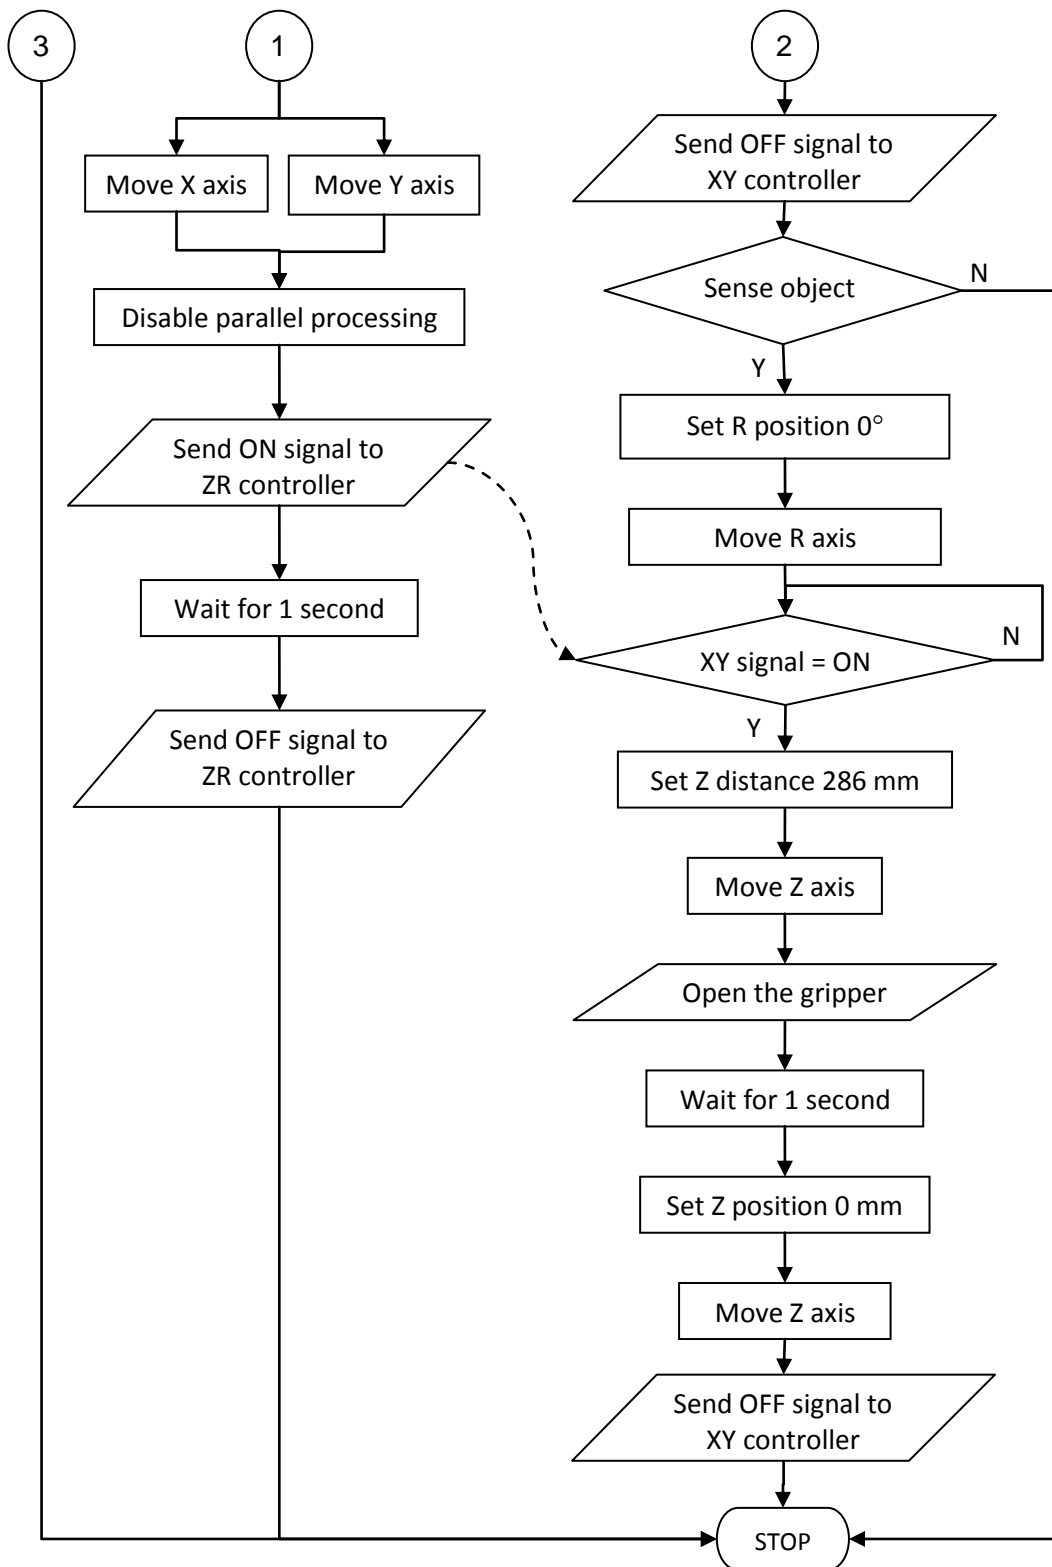 3
1
2
Move X axis
Move Y axis
Disable parallel processing
Send ON signal to
ZR controller
Wait for 1 second
Send OFF signal to
ZR controller
Send OFF signal to
XY controller
Sense object
N
Y
Set R position 0°
Move R axis
XY signal = ON
N
Y
Set Z distance 286 mm
Move Z axis
Open the gripper
Wait for 1 second
Set Z position 0 mm
Move Z axis
Send OFF signal to
XY controller
STOP